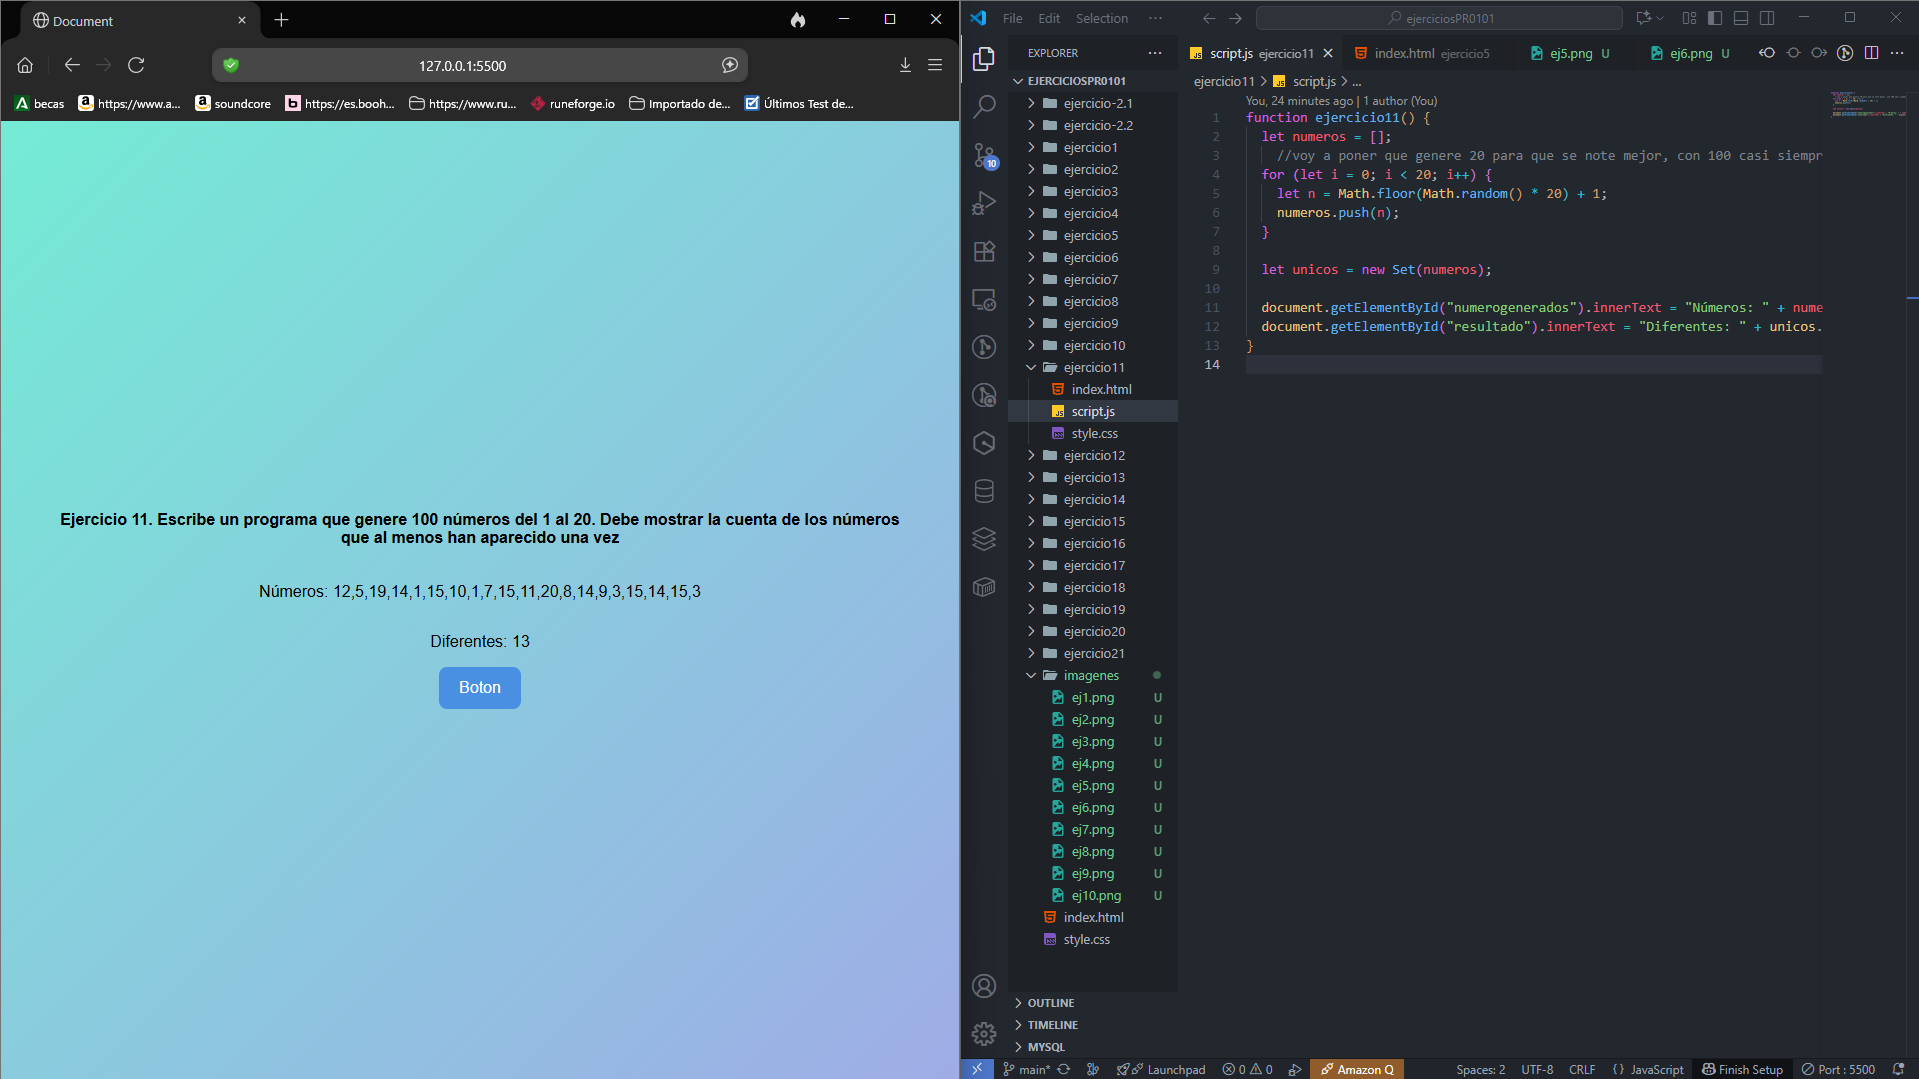 Document
127.0.0.1:5500
becas
https://www.a...
soundcore
https://es.booh...
https://www.ru...
runeforge.io
Importado de...
Últimos Test de...
Ejercicio 11. Escribe un programa que genere 100 números del 1 al 20. Debe mostrar la cuenta de los números
que al menos han aparecido una vez
Números: 12,5,19,14,1,15,10,1,7,15,11,20,8,14,9,3,15,14,15,3
Diferentes: 13
Boton
File Edit Selection ...
ejerciciosPR0101
EXPLORER
EJERCICIOSPR0101
ejercicio-2.1
ejercicio-2.2
ejercicio1
ejercicio2
ejercicio3
ejercicio4
ejercicio5
ejercicio6
ejercicio7
ejercicio8
ejercicio9
ejercicio10
ejercicio11
index.html
JS script.js
style.css
ejercicio12
ejercicio13
ejercicio14
ejercicio15
ejercicio16
ejercicio17
ejercicio18
ejercicio19
ejercicio20
ejercicio21
imagenes
ej1.png U
ej2.png U
ej3.png U
ej4.png U
ej5.png U
ej6.png U
ej7.png U
ej8.png U
ej9.png U
ej10.png U
index.html
style.css
OUTLINE
TIMELINE
MYSQL
10
JS script.js ejercicio11
index.html ejercicio5
ej5.png U
ej6.png U
ejercicio11 > JS script.js > ...
You, 24 minutes ago | 1 author (You)
1 function ejercicio11() {
2 let numeros = [];
3 //voy a poner que genere 20 para que se note mejor, con 100 casi siempr
4 for (let i = 0; i < 20; i++) {
5 let n = Math.floor(Math.random() * 20) + 1;
6 numeros.push(n);
7 }
8
9 let unicos = new Set(numeros);
10
11 document.getElementById("numerogenerados").innerText = "Números: " + nume
12 document.getElementById("resultado").innerText = "Diferentes: " + unicos.
13 }
14
main* Launchpad 0 0 Amazon Q Spaces: 2 UTF-8 CRLF {} JavaScript Finish Setup Port : 5500